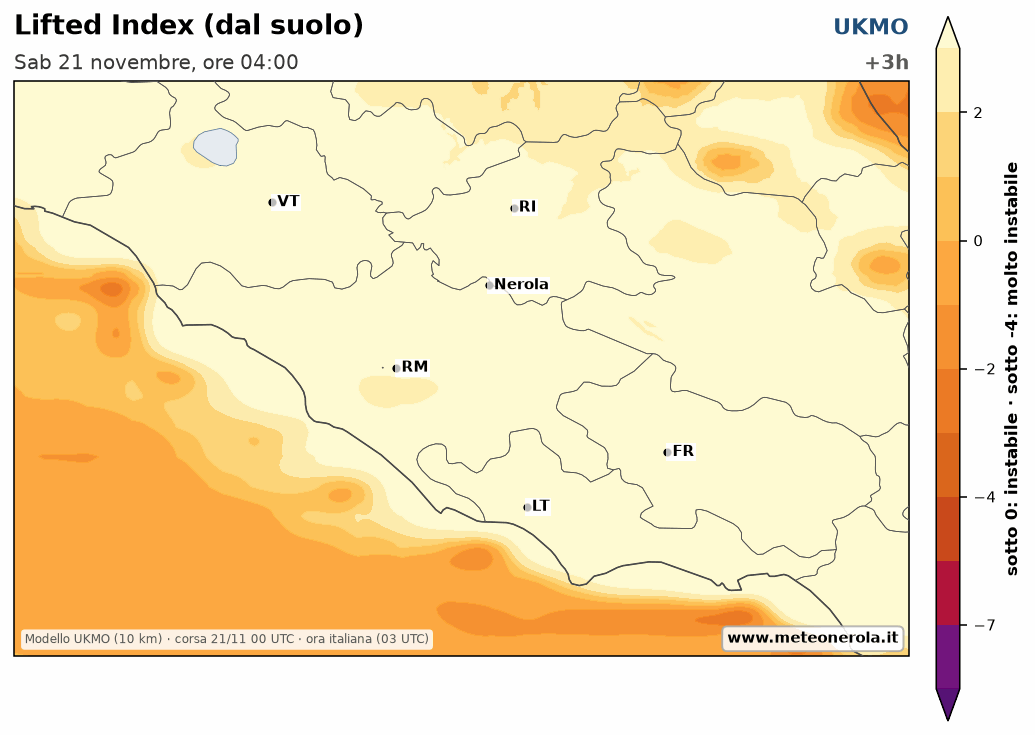 Lifted Index (dal suolo)
UKMO
Sab 21 novembre, ore 04:00
+3h
VT
RI
Nerola
RM
FR
LT
Modello UKMO (10 km) · corsa 21/11 00 UTC · ora italiana (03 UTC)
www.meteonerola.it
2
0
−2
−4
−7
sotto 0: instabile · sotto -4: molto instabile